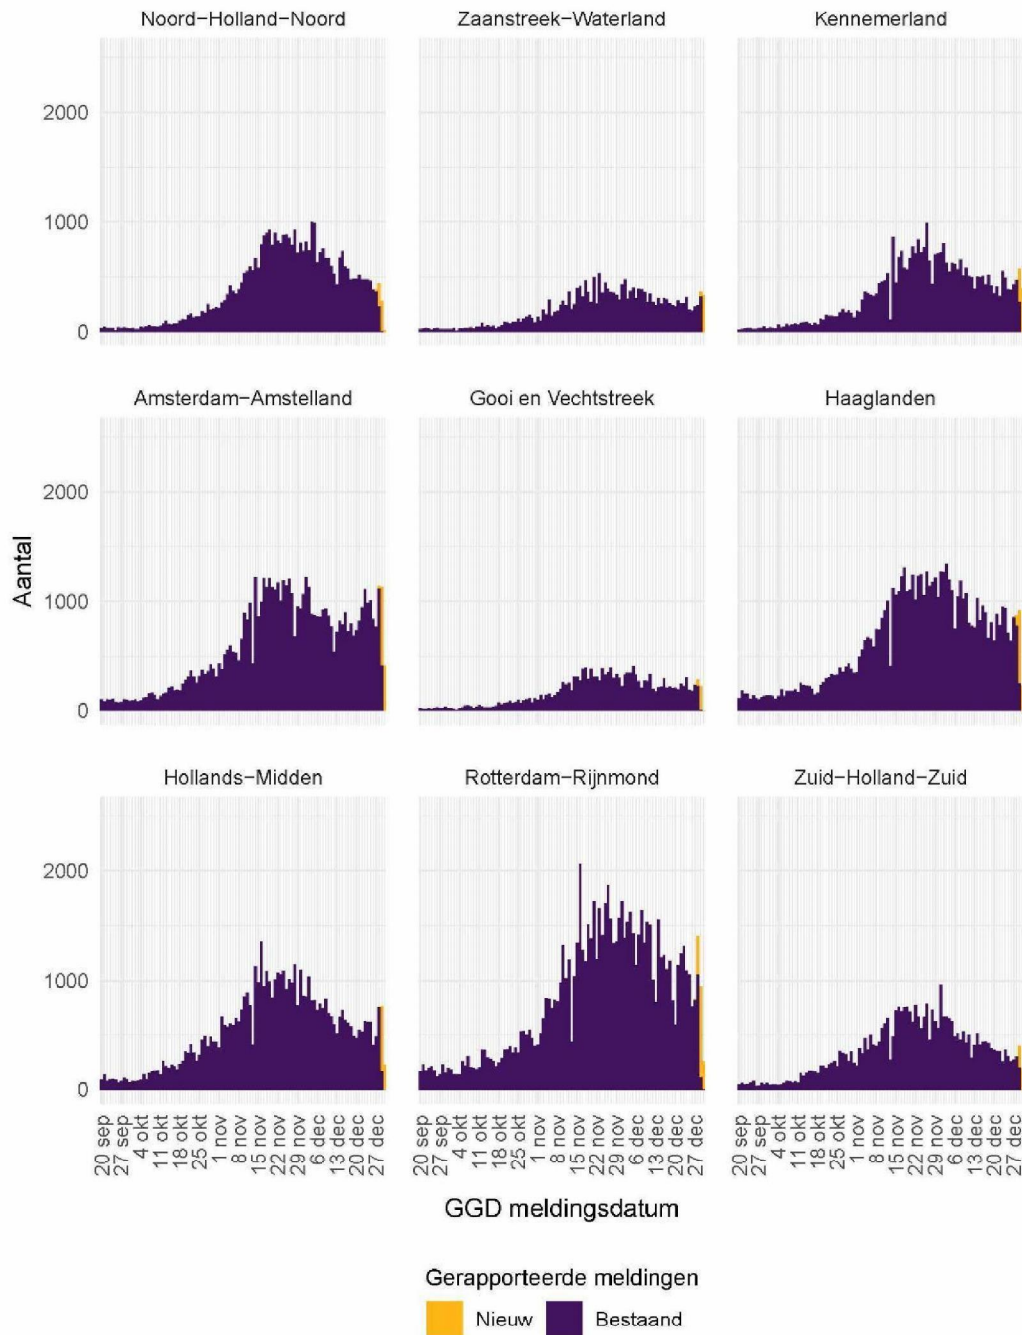 Noord-Holland-Noord Zaanstreek-Waterland Kennemerland
2000
1000
0
Amsterdam-Amstelland Gooi en Vechtstreek Haaglanden
2000
1000
0
Aantal
Hollands-Midden Rotterdam-Rijnmond Zuid-Holland-Zuid
2000
1000
0
20 sep 27 sep 4 okt 11 okt 18 okt 25 okt 1 nov 8 nov 15 nov 22 nov 29 nov 6 dec 13 dec 20 dec 27 dec
20 sep 27 sep 4 okt 11 okt 18 okt 25 okt 1 nov 8 nov 15 nov 22 nov 29 nov 6 dec 13 dec 20 dec 27 dec
20 sep 27 sep 4 okt 11 okt 18 okt 25 okt 1 nov 8 nov 15 nov 22 nov 29 nov 6 dec 13 dec 20 dec 27 dec
GGD meldingsdatum
Gerapporteerde meldingen
Nieuw Bestaand